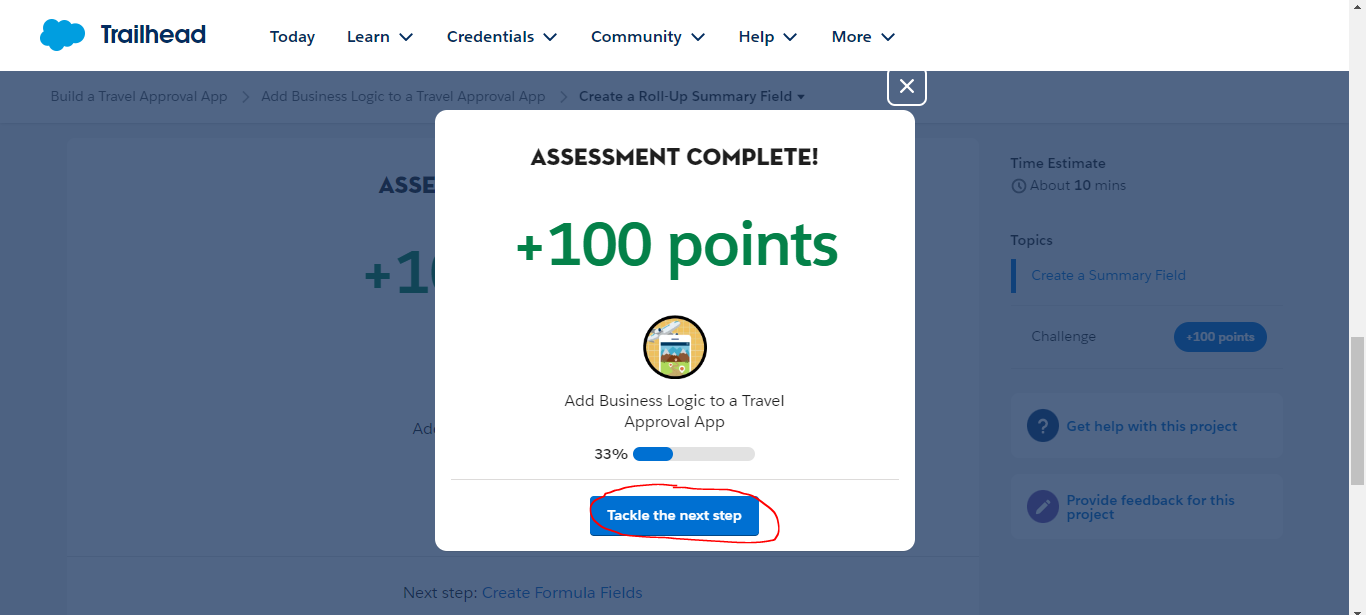 Trailhead
Today Learn Credentials Community Help More
Build a Travel Approval App Add Business Logic to a Travel Approval App Create a Roll-Up Summary Field
ASSESSMENT COMPLETE!
+100 points
Add Business Logic to a Travel
Approval App
33%
Tackle the next step
ASSE
+10
Next step: Create Formula Fields
Time Estimate
About 10 mins
Topics
Create a Summary Field
Challenge +100 points
? Get help with this project
Provide feedback for this
project